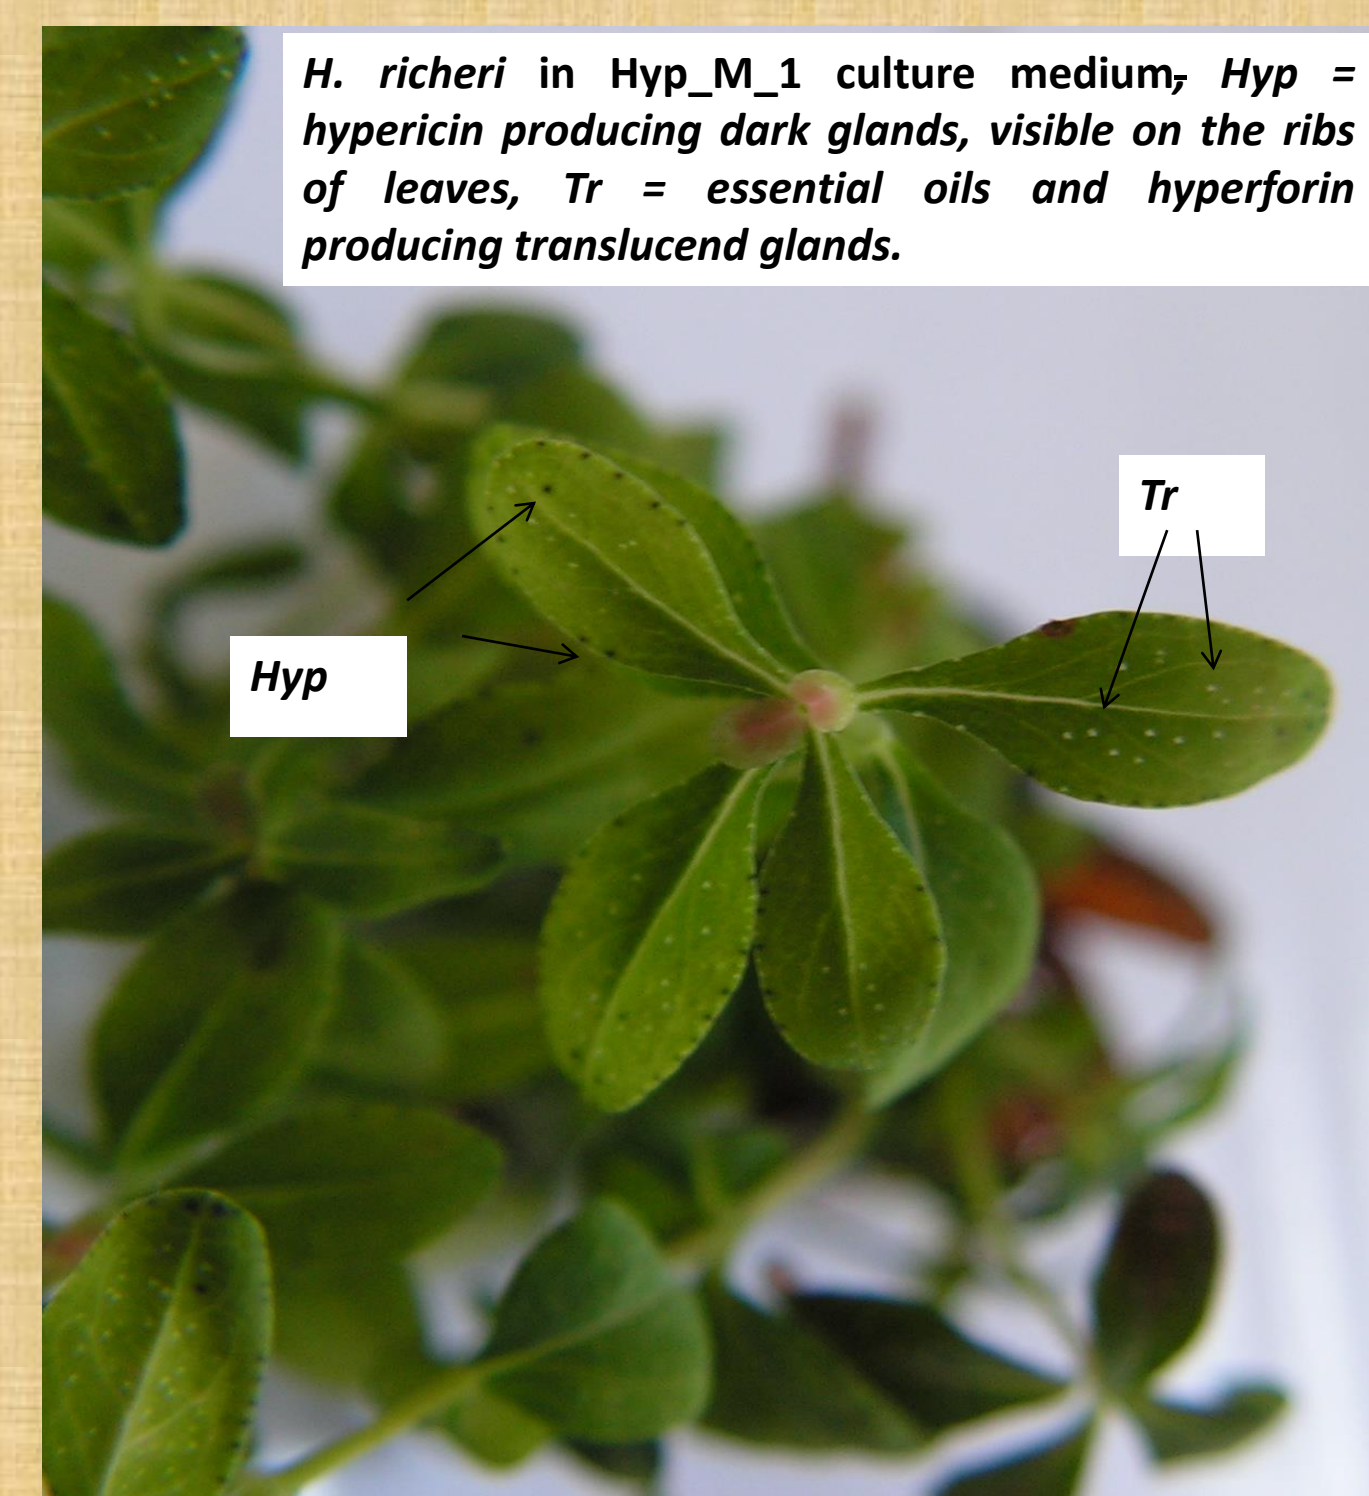 H. richeri in Hyp_M_1 culture medium, Hyp =
hypericin producing dark glands, visible on the ribs
of leaves, Tr = essential oils and hyperforin
producing translucend glands.
Tr
Hyp